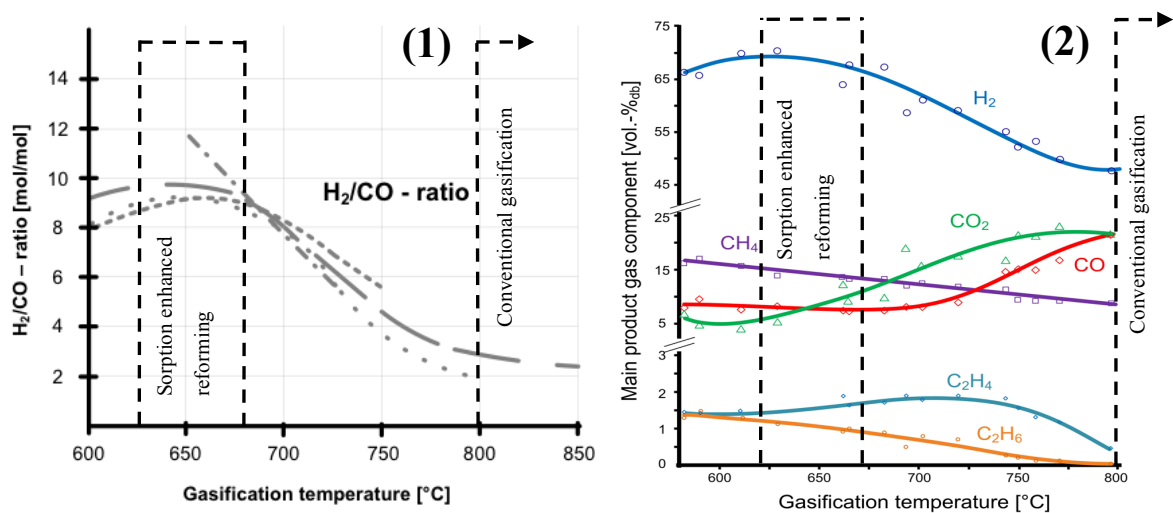 (1)
H₂/CO – ratio [mol/mol]
14
12
10
8
6
4
2
600
650
700
750
800
850
Gasification temperature [°C]
Sorption enhanced
reforming
H₂/CO - ratio
Conventional gasification
(2)
Main product gas component [vol.-%db]
75
65
55
45
25
15
5
3
2
1
0
600
650
700
750
800
Gasification temperature [°C]
Sorption enhanced
reforming
H₂
CO₂
CH₄
CO
C₂H₄
C₂H₆
Conventional gasification